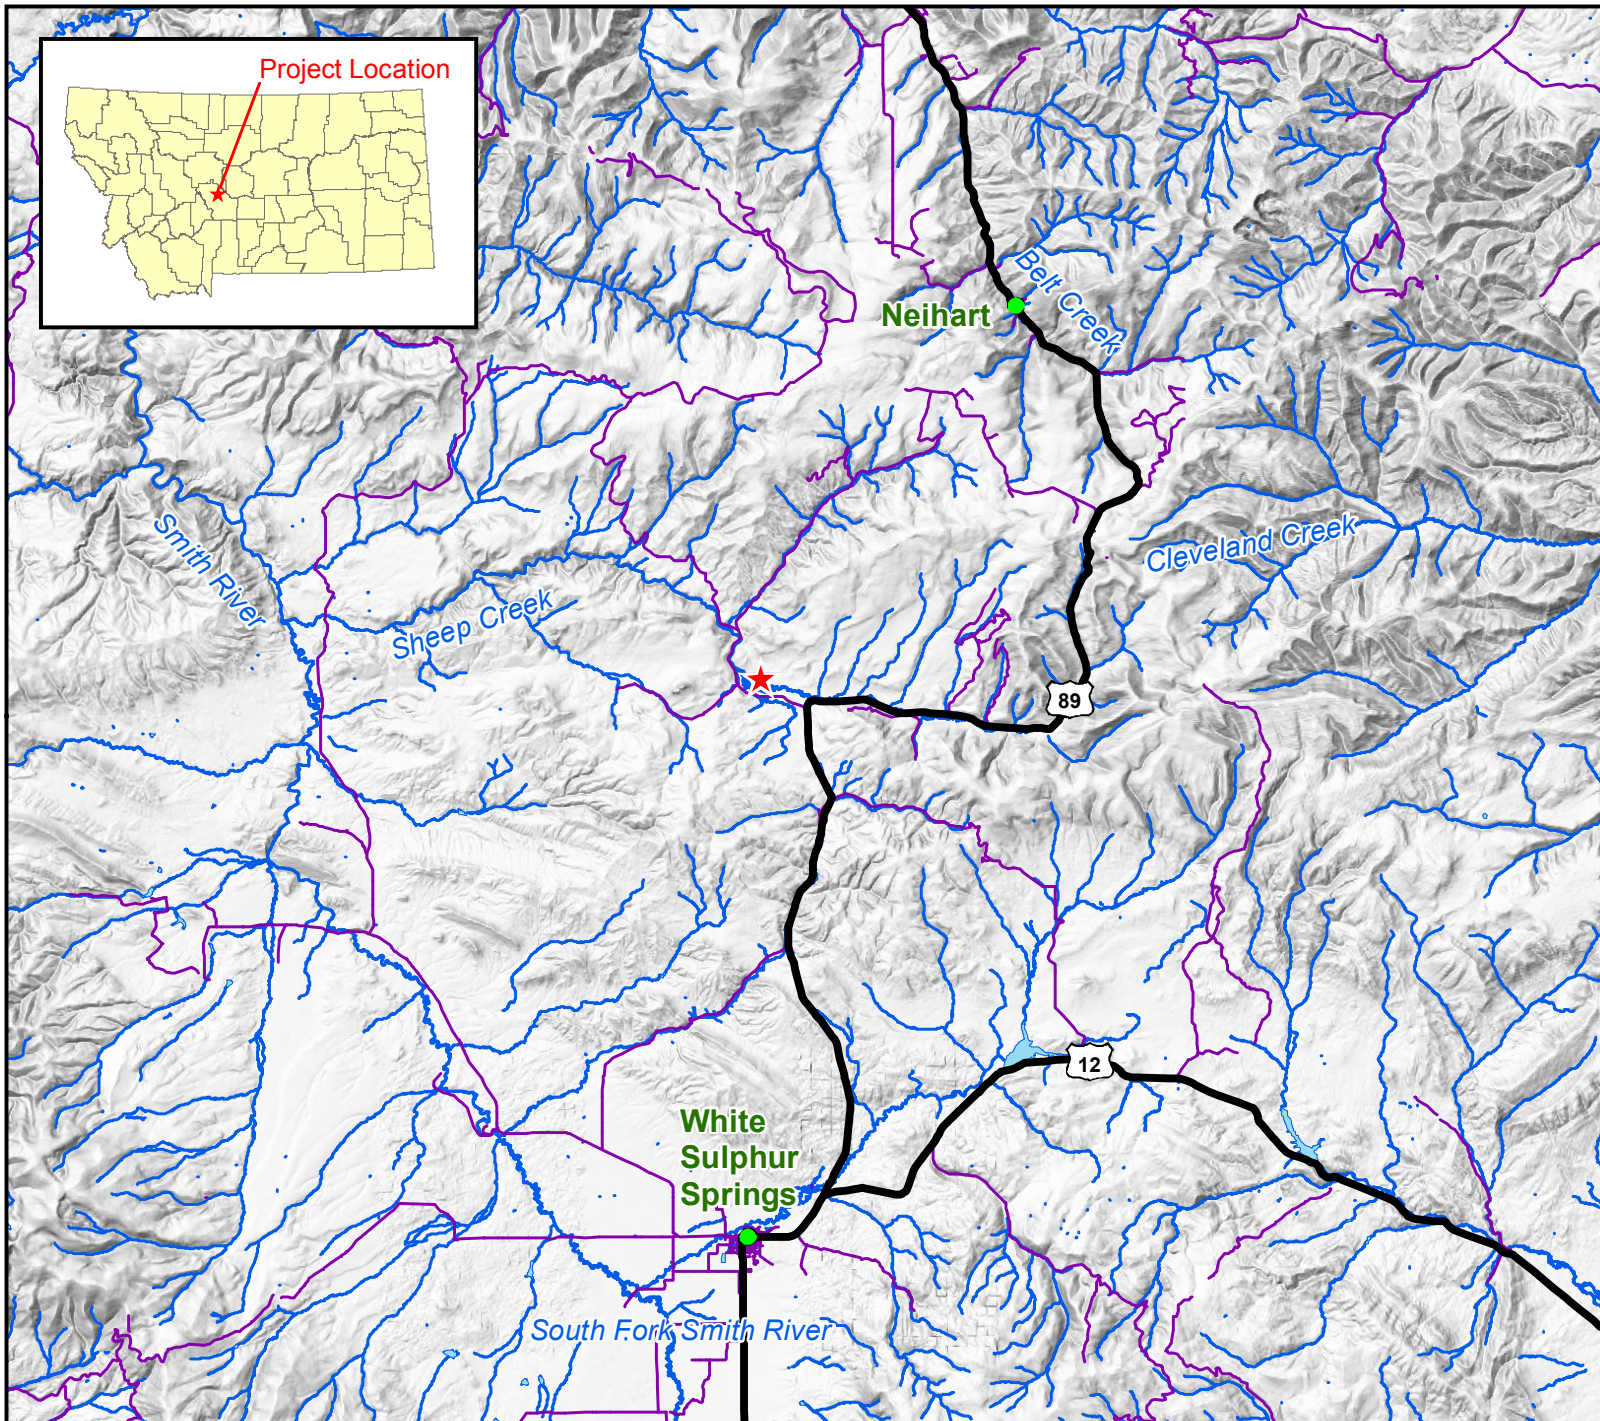 Project Location
Belt Creek
Neihart
Smith River
Cleveland Creek
Sheep Creek
89
12
White
Sulphur
Springs
South Fork Smith River